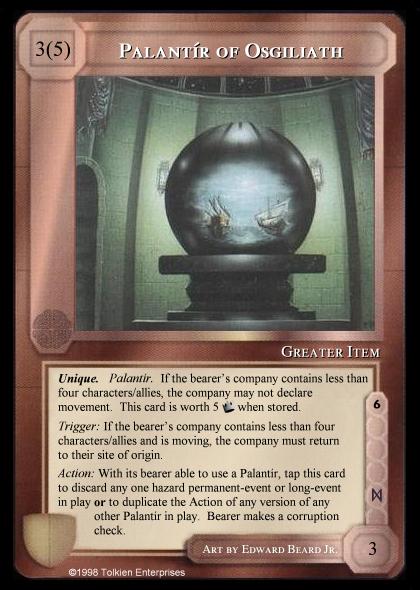 3(5)
PALANTÍR OF OSGILIATH
GREATER ITEM
Unique. Palantír. If the bearer's company contains less than
four characters/allies, the company may not declare
movement. This card is worth 5 when stored.
Trigger: If the bearer's company contains less than four
characters/allies and is moving, the company must return
to their site of origin.
Action: With its bearer able to use a Palantír, tap this card
to discard any one hazard permanent-event or long-event
in play or to duplicate the Action of any version of any
other Palantír in play. Bearer makes a corruption
check.
6
ART BY EDWARD BEARD JR.
3
©1998 Tolkien Enterprises